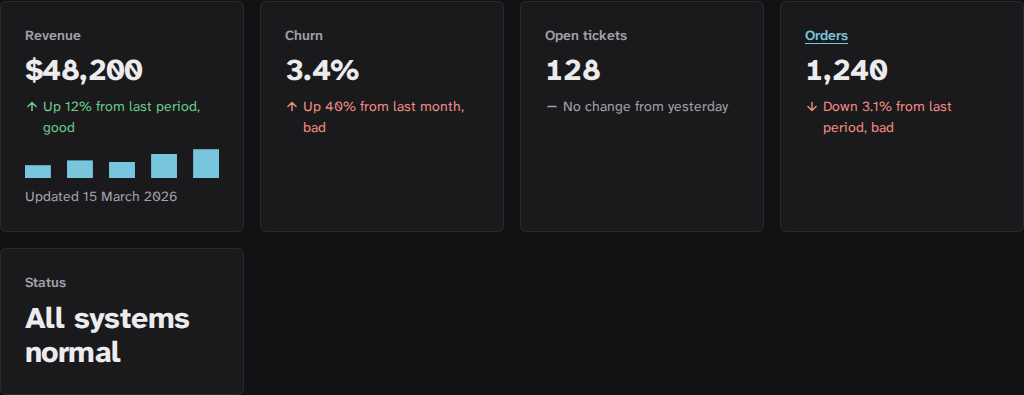 Revenue
$48,200
↑ Up 12% from last period,
good
Updated 15 March 2026
Churn
3.4%
↑ Up 40% from last month,
bad
Open tickets
128
— No change from yesterday
Orders
1,240
↓ Down 3.1% from last
period, bad
Status
All systems
normal